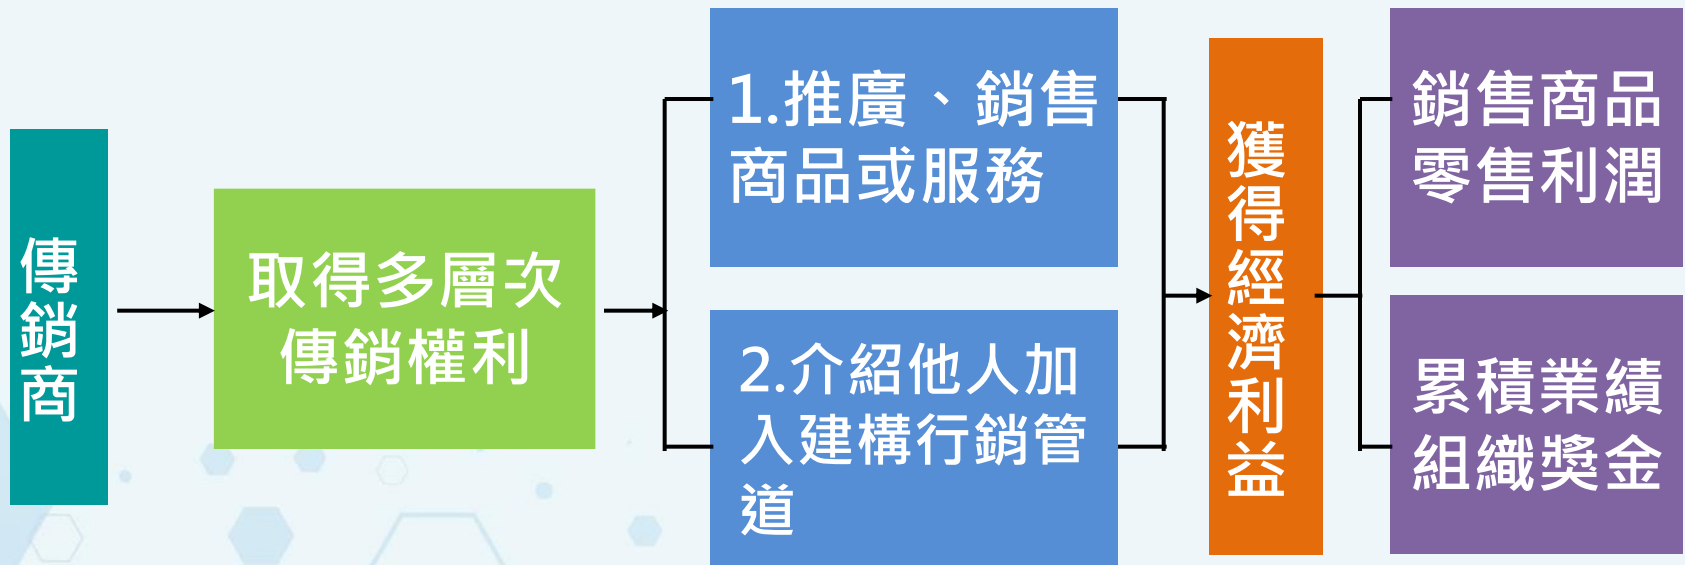 傳銷商
取得多層次
傳銷權利
1.推廣、銷售
商品或服務
2.介紹他人加
入建構行銷管
道
獲得經濟利益
銷售商品
零售利潤
累積業績
組織獎金